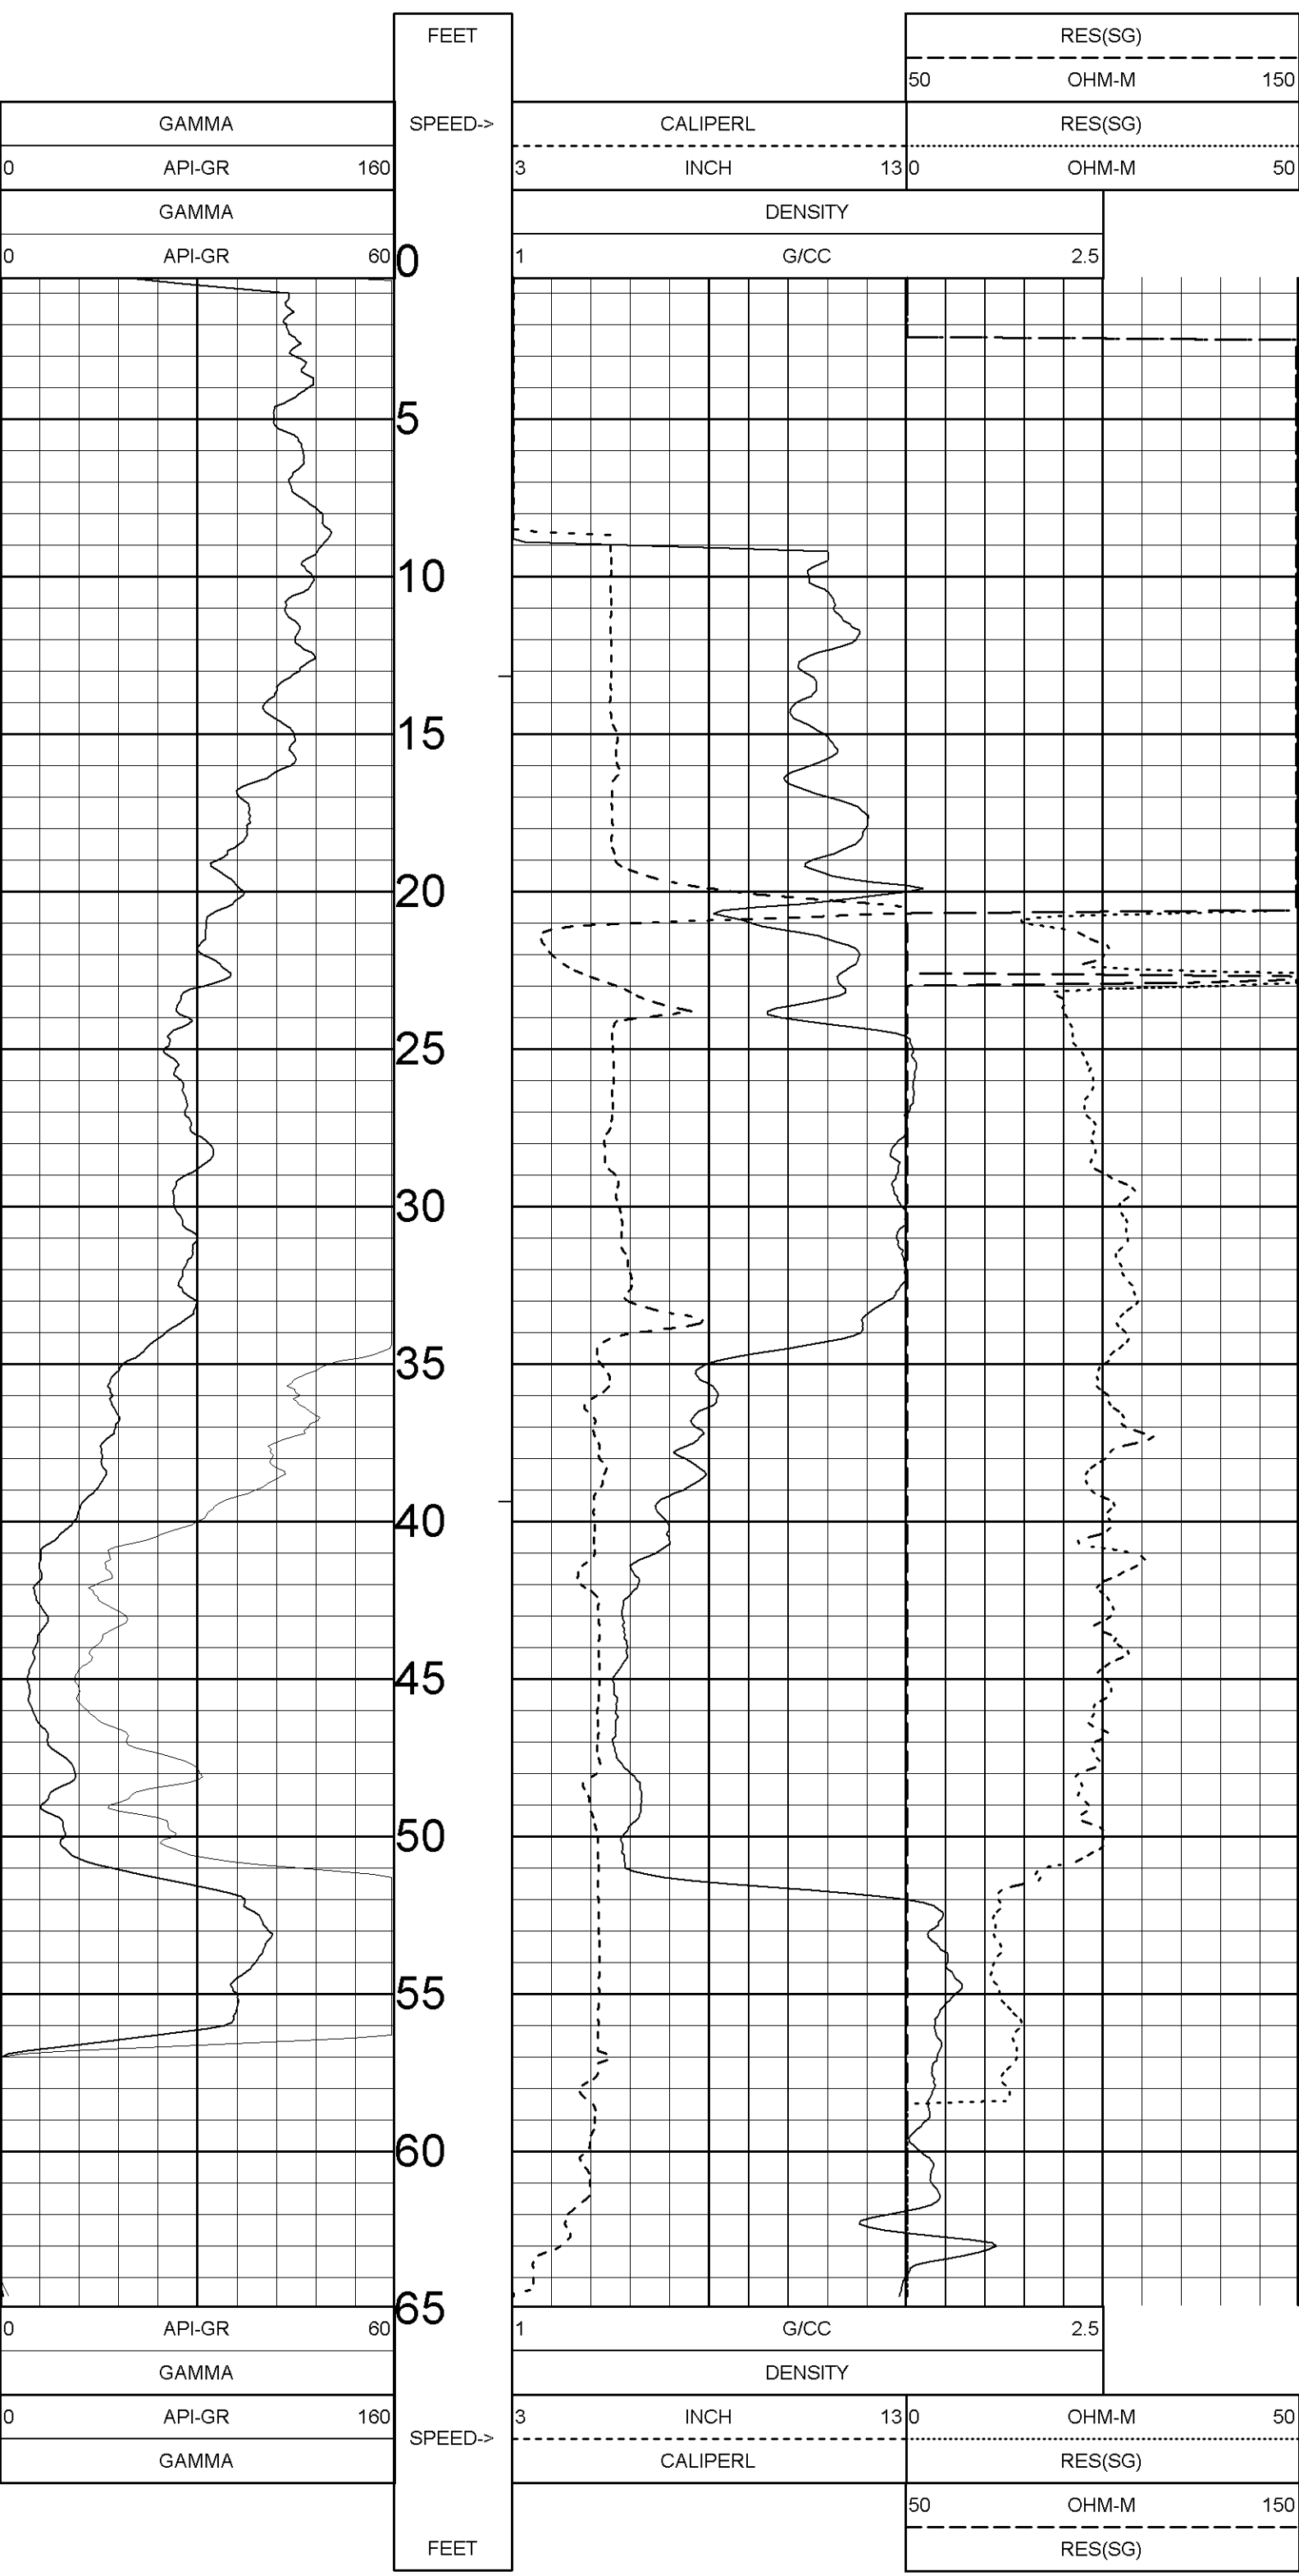 FEET RES(SG)
50 OHM-M 150
GAMMA SPEED-> CALIPERL RES(SG)
0 API-GR 160 3 INCH 13 0 OHM-M 50
GAMMA DENSITY
0 API-GR 60 1 G/CC 2.5
0
5
10
15
20
25
30
35
40
45
50
55
60
65
0 API-GR 60 1 G/CC 2.5
GAMMA DENSITY
0 API-GR 160 3 INCH 13 0 OHM-M 50
SPEED->
GAMMA CALIPERL RES(SG)
50 OHM-M 150
FEET RES(SG)